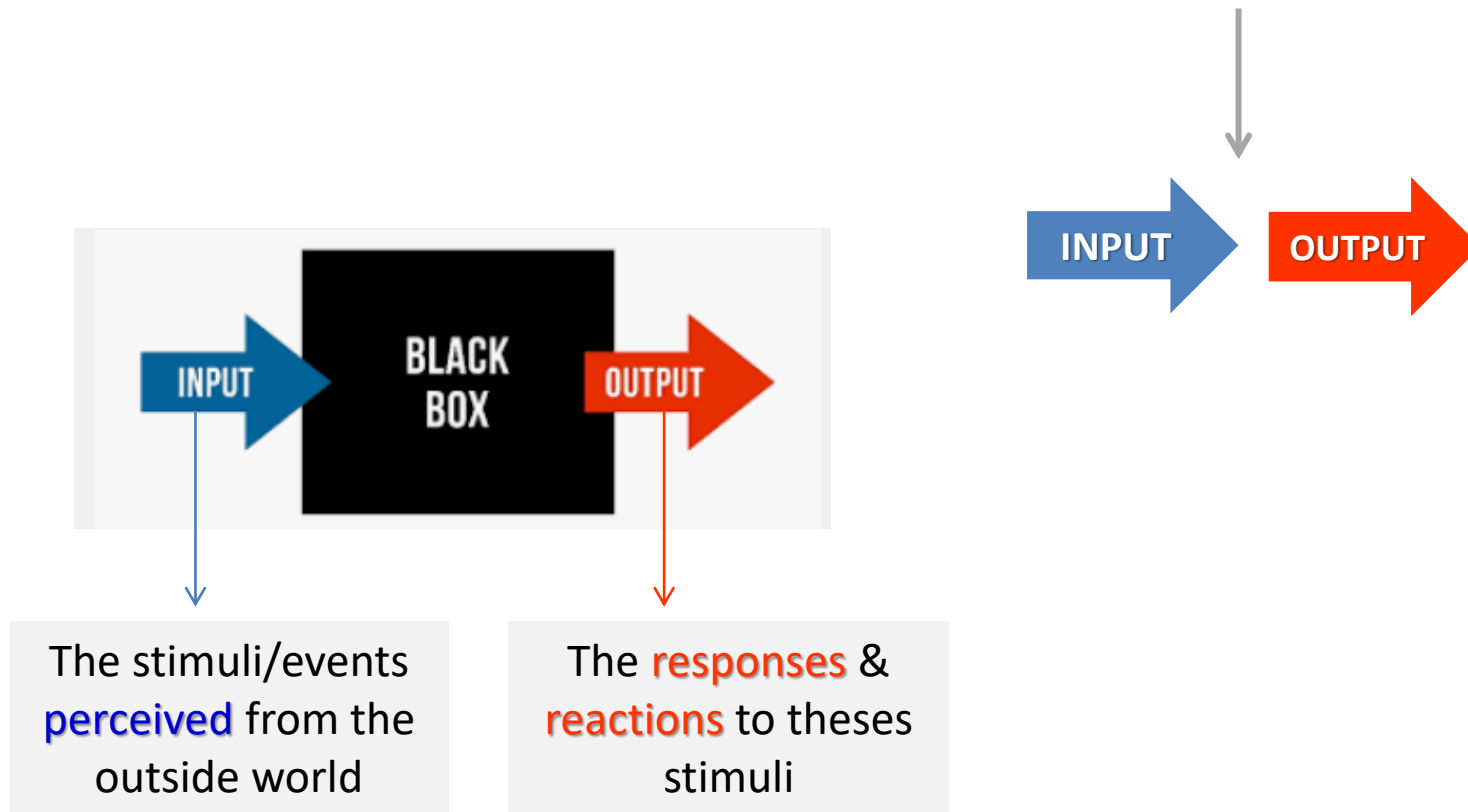 INPUT
OUTPUT
INPUT
BLACK
BOX
OUTPUT
The stimuli/events
perceived from the
outside world
The responses &
reactions to theses
stimuli